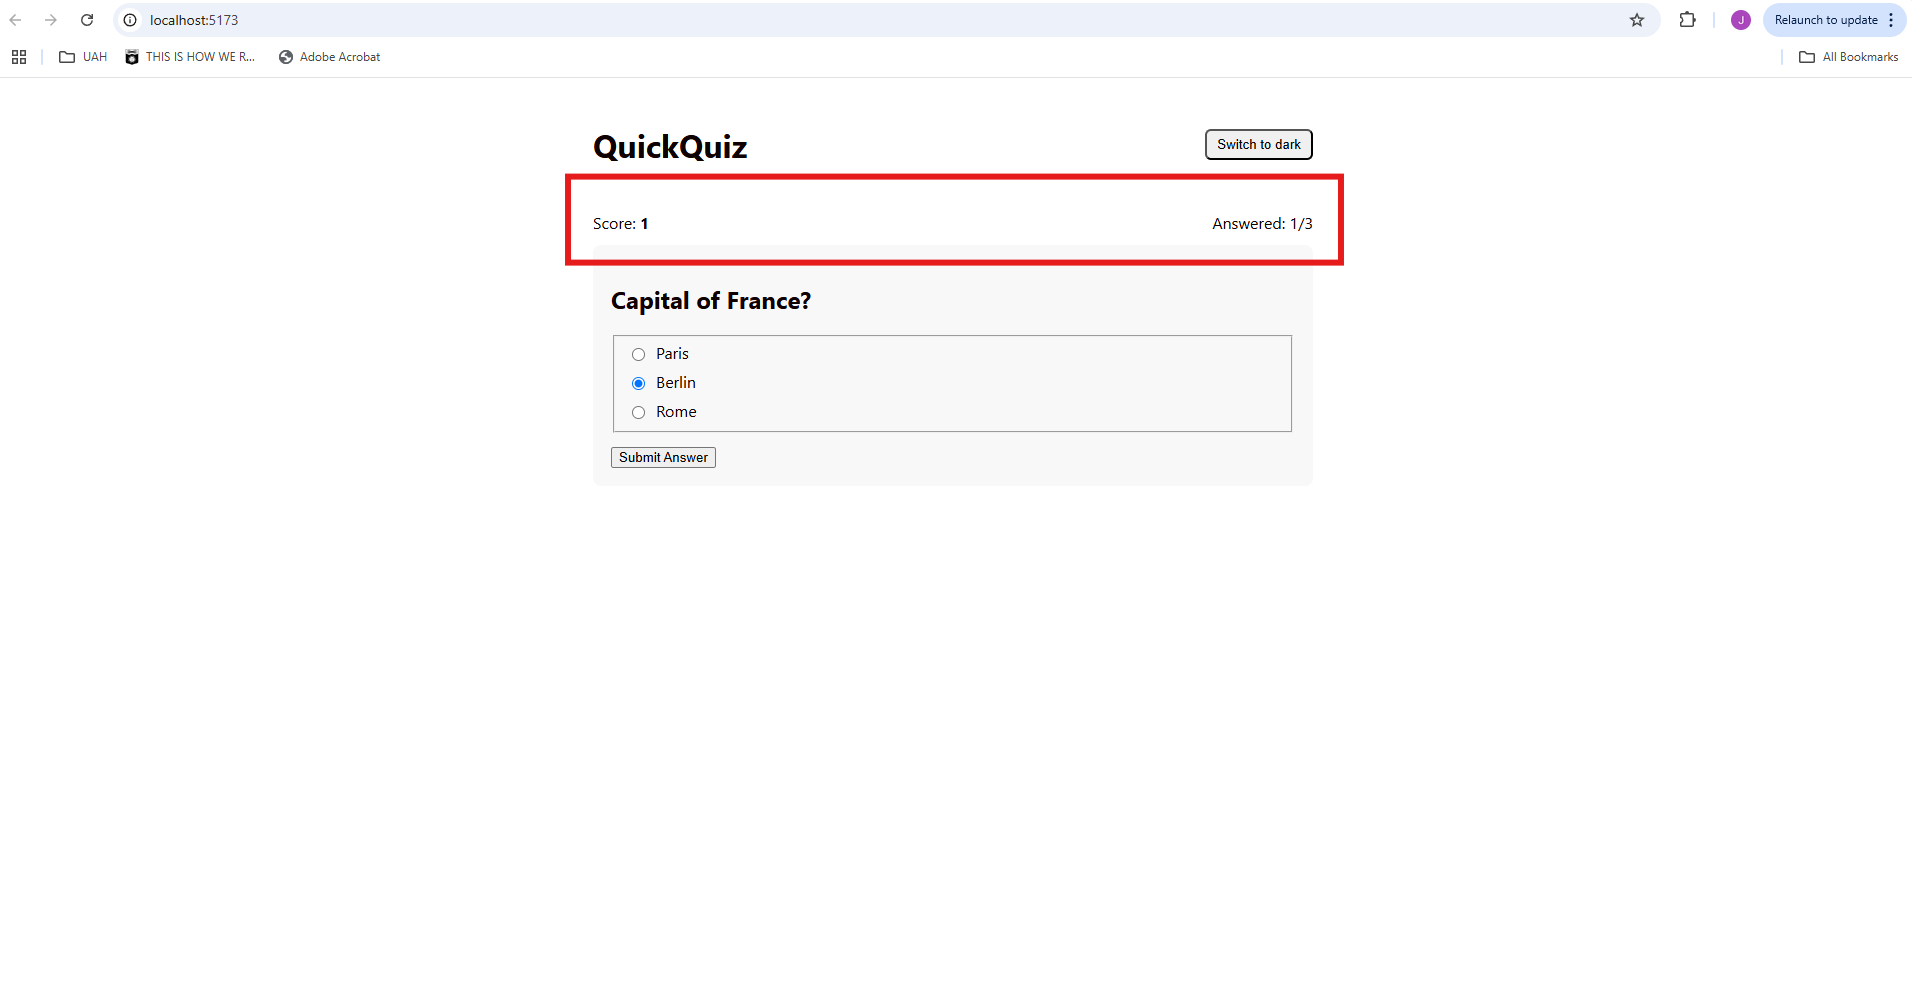 localhost:5173
Relaunch to update
UAH THIS IS HOW WE R... Adobe Acrobat All Bookmarks
QuickQuiz Switch to dark
Score: 1 Answered: 1/3
Capital of France?
Paris
Berlin
Rome
Submit Answer
J